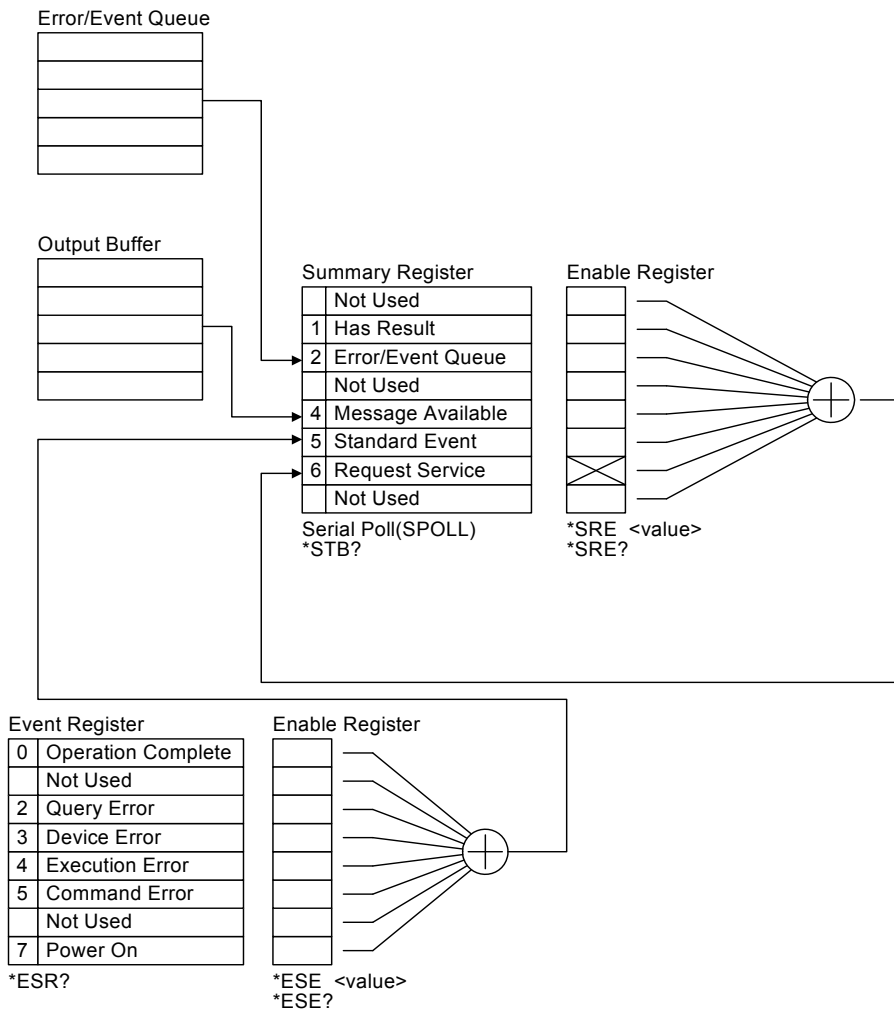 Error/Event Queue
Output Buffer
Summary Register
Not Used
1 Has Result
2 Error/Event Queue
Not Used
4 Message Available
5 Standard Event
6 Request Service
Not Used
Serial Poll(SPOLL)
*STB?
Enable Register
*SRE <value>
*SRE?
Event Register
0 Operation Complete
Not Used
2 Query Error
3 Device Error
4 Execution Error
5 Command Error
Not Used
7 Power On
*ESR?
Enable Register
*ESE <value>
*ESE?